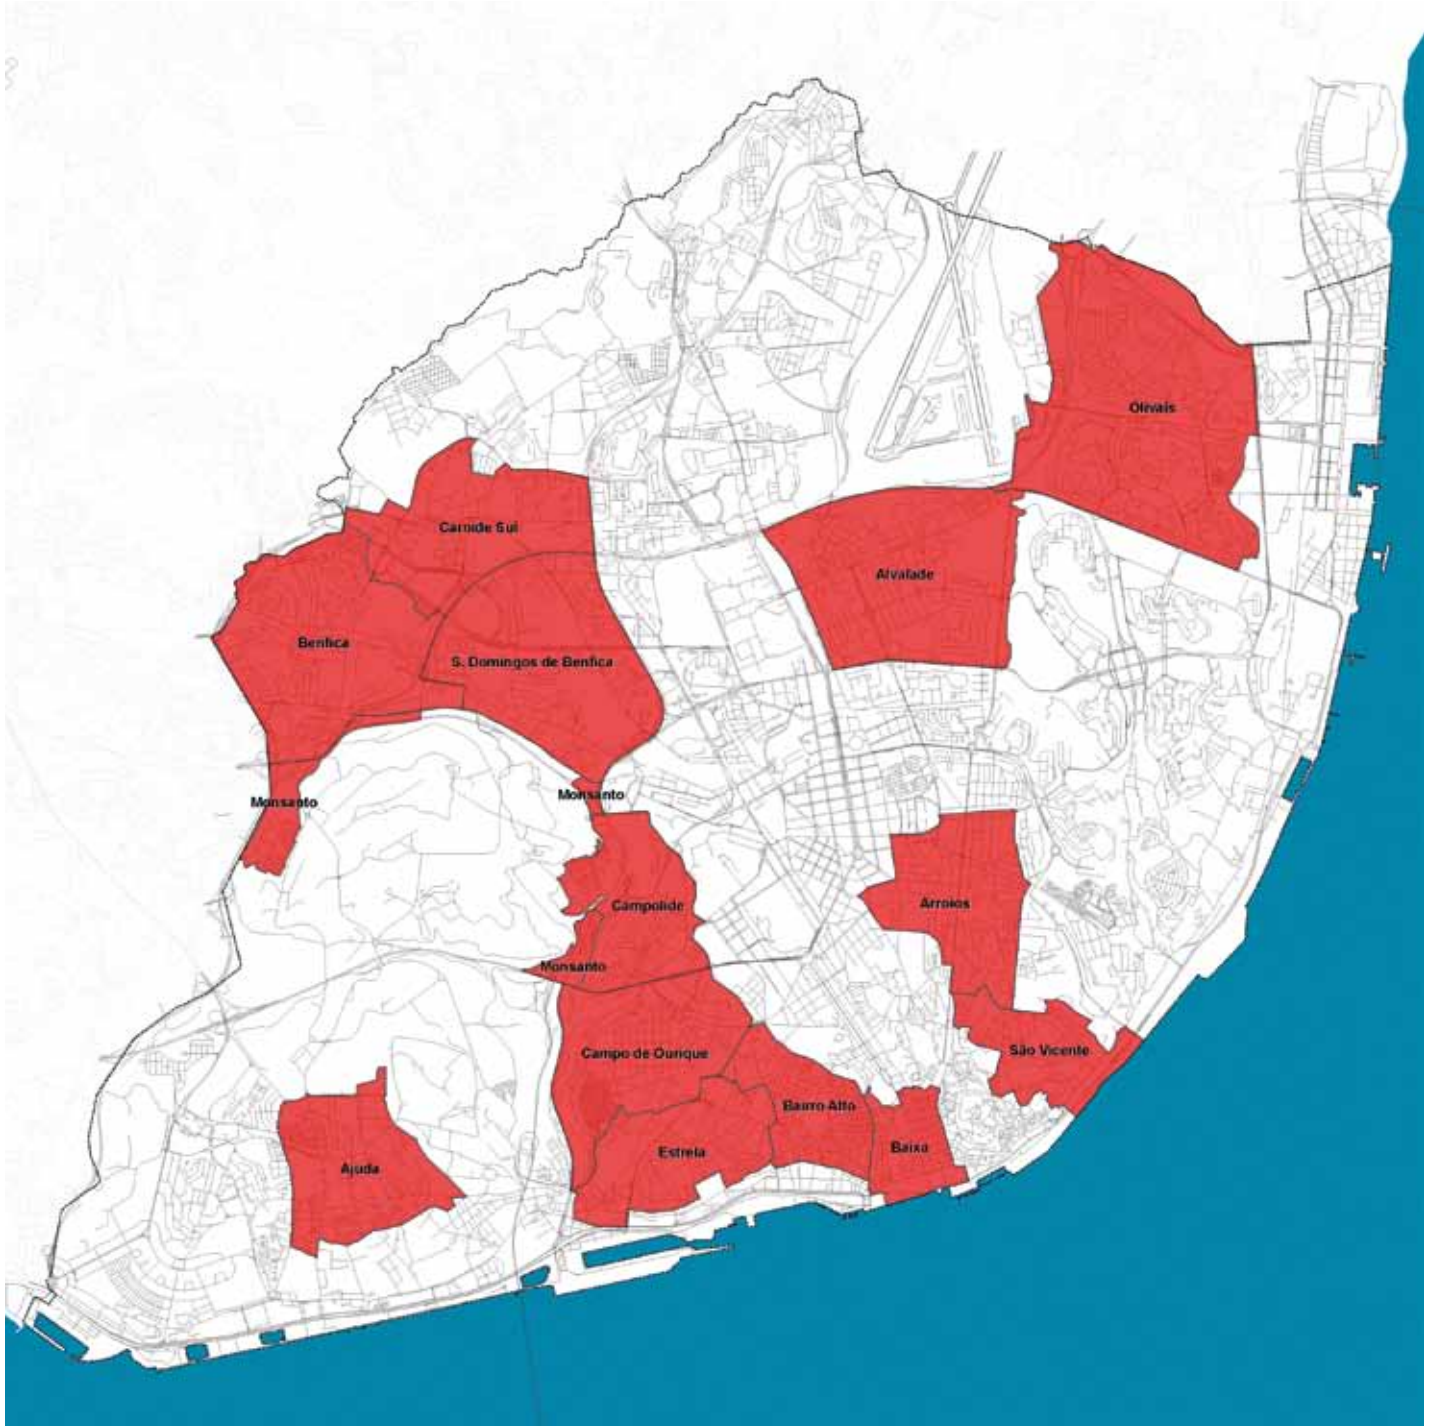 Olivais
Carnide Sul
Alvalade
Benfica
S. Domingos de Benfica
Monsanto
Monsanto
Arroios
Campolide
Monsanto
São Vicente
Campo de Ourique
Bairro Alto
Baixa
Estrela
Ajuda